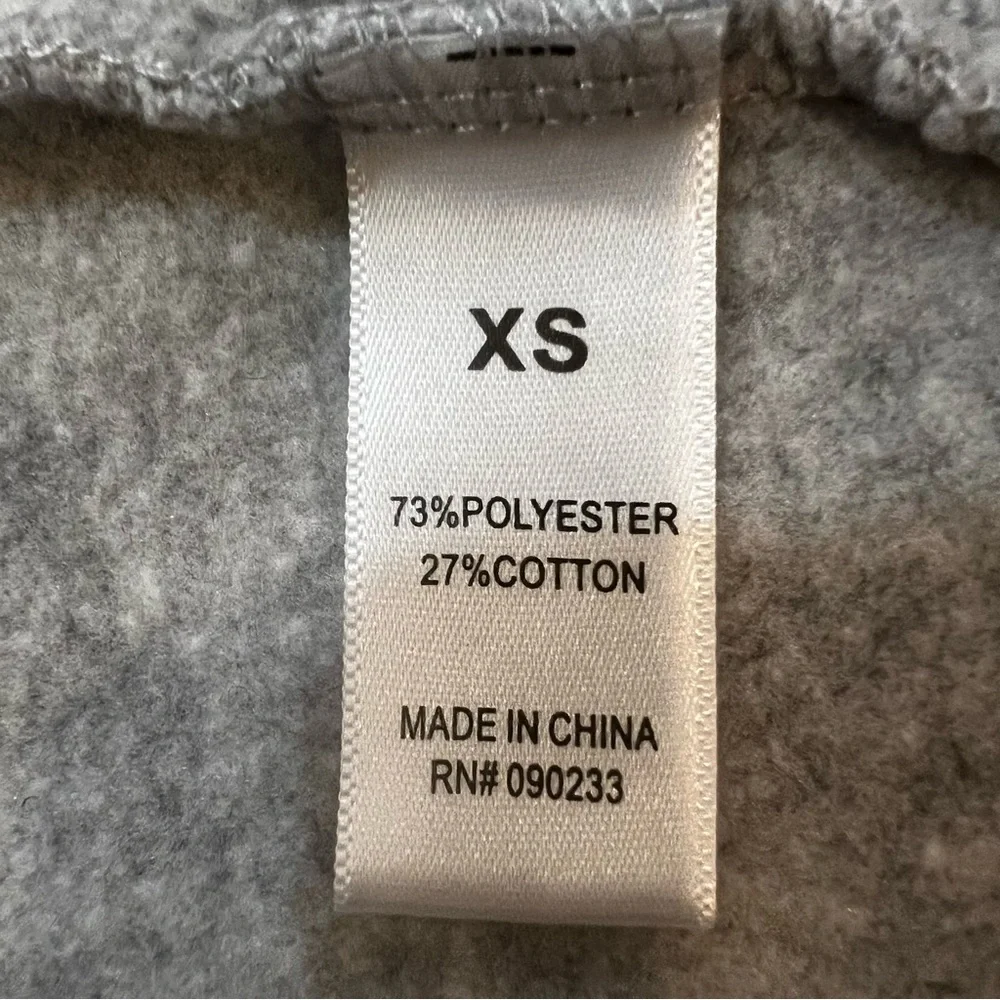 XS
73%POLYESTER
27%COTTON
MADE IN CHINA
RN# 090233